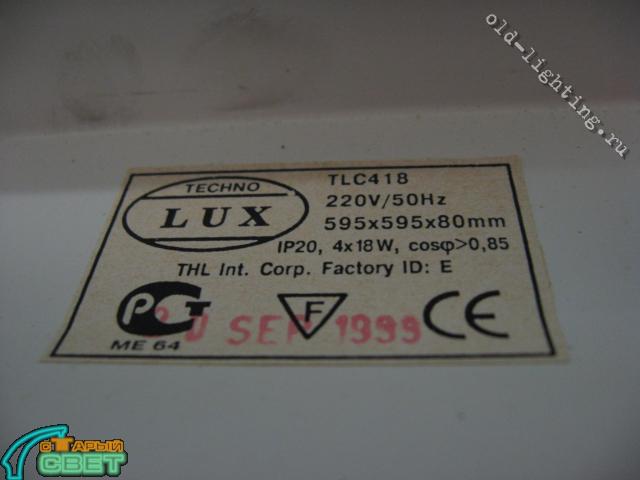 old-lighting.ru
TECHNO
LUX
TLC418
220V/50Hz
595x595x80mm
IP20, 4x18W, cosφ>0,85
THL Int. Corp. Factory ID: E
РСТ
F
CE
SEP 1999
ME 64
СТАРЫЙ
СВЕТ